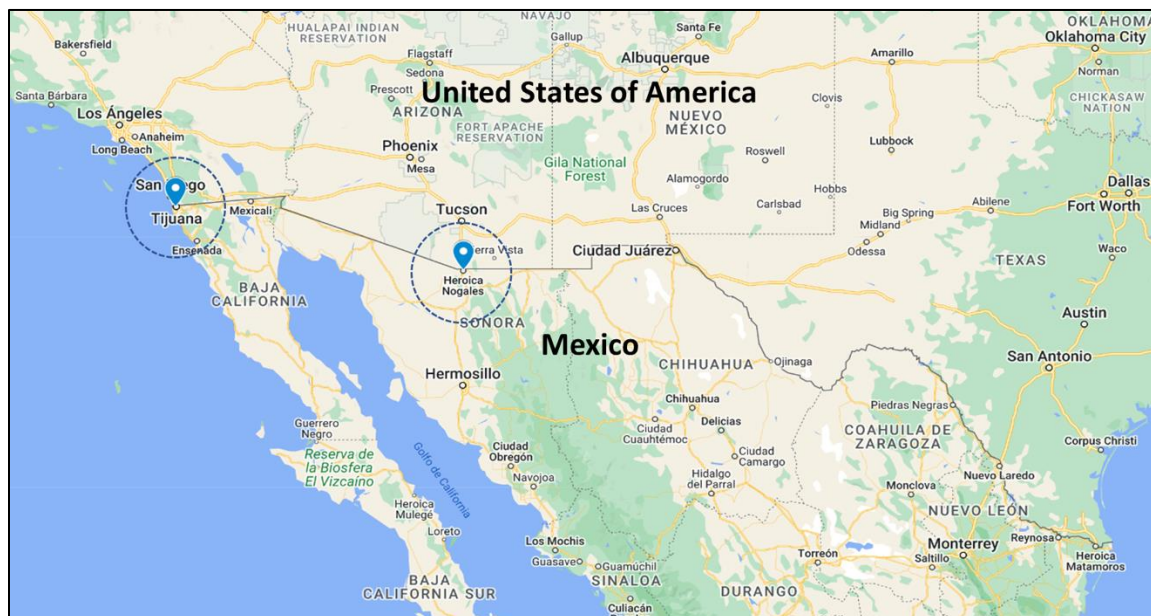 HUALAPAI INDIAN
RESERVATION
NAVAJO
NATION
Gallup
Santa Fe
OKLAHOMA
Oklahoma City
Bakersfield
Flagstaff
Sedona
Albuquerque
Amarillo
Norman
Santa Bárbara
Prescott
United States of America
Clovis
CHICKASAW
NATION
Los Ángeles
Anaheim
Long Beach
ARIZONA
FORT APACHE
RESERVATION
NUEVO
MÉXICO
Lubbock
Phoenix
Mesa
Gila National
Forest
Roswell
Alamogordo
Hobbs
Carlsbad
San Diego
Tijuana
Mexicali
Ensenada
Tucson
Sierra Vista
Las Cruces
Big Spring
Midland
Odessa
Abilene
Dallas
Fort Worth
Waco
Heroica
Nogales
Ciudad Juárez
TEXAS
BAJA
CALIFORNIA
SONORA
Mexico
Austin
San Antonio
Hermosillo
CHIHUAHUA
Ojinaga
Chihuahua
Delicias
Ciudad
Cuauhtémoc
Piedras Negras
COAHUILA DE
ZARAGOZA
Corpus Christi
Guerrero
Negro
Reserva de
la Biosfera
El Vizcaíno
Golfo de California
Ciudad
Obregón
Navojoa
Ciudad
Camargo
Hidalgo
del Parral
Nuevo Laredo
Monclova
NUEVO LEÓN
Heroica
Mulegé
Loreto
Los Mochis
Guasave
Guamúchil
SINALOA
Culiacán
Torreón
DURANGO
Saltillo
Monterrey
Reynosa
Heroica
Matamoros
BAJA
CALIFORNIA SUR